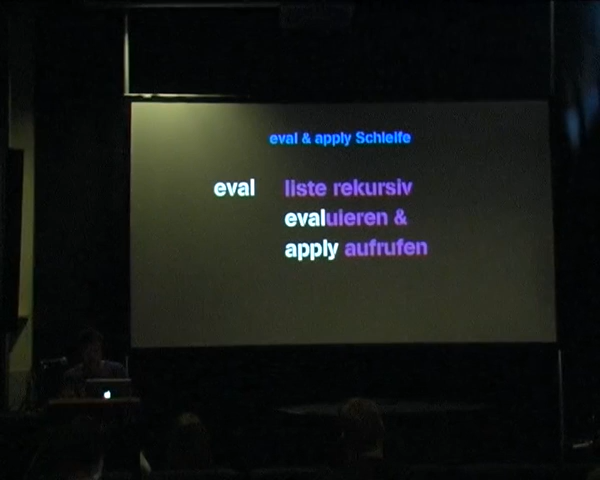 eval & apply Schleife
eval liste rekursiv
evaluieren &
apply aufrufen